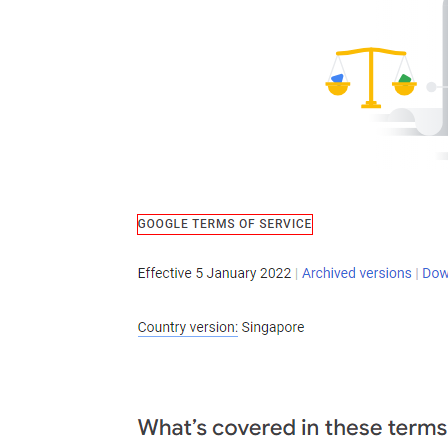 GOOGLE TERMS OF SERVICE
Effective 5 January 2022 | Archived versions | Dow
Country version: Singapore
What's covered in these terms